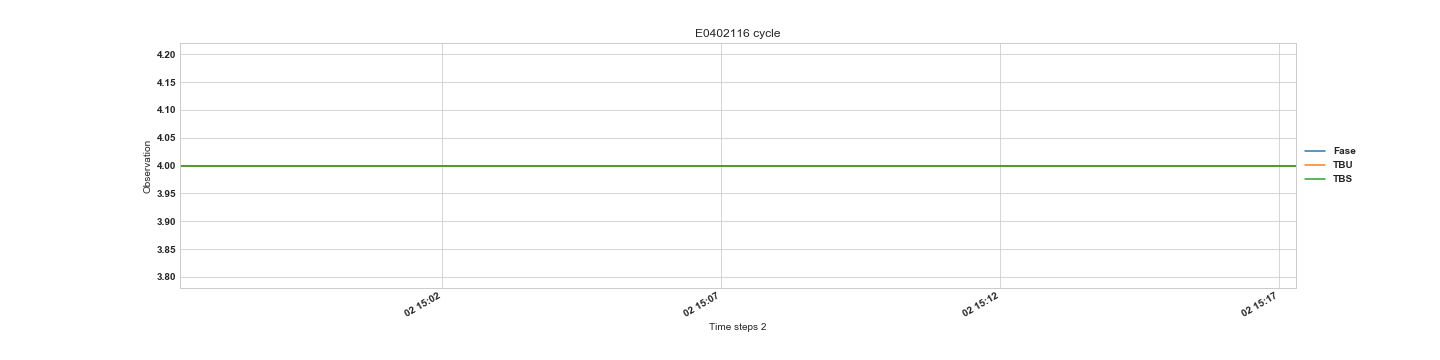 E0402116 cycle
4.20
4.15
4.10
4.05
4.00
3.95
3.90
3.85
3.80
Observation
Fase
TBU
TBS
02 15:02
02 15:07
02 15:12
02 15:17
Time steps 2